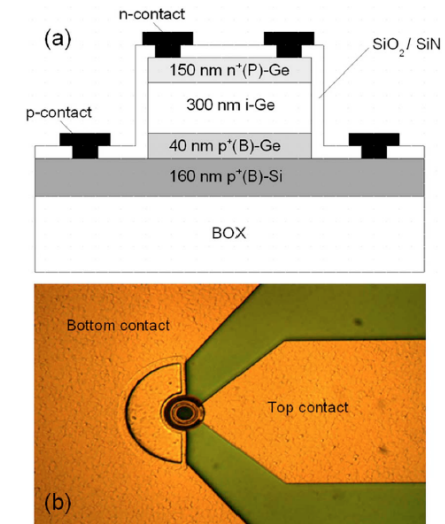 (a)
n-contact
SiO2/ SiN
150 nm n+(P)-Ge
300 nm i-Ge
p-contact
40 nm p+(B)-Ge
160 nm p+(B)-Si
BOX
Bottom contact
Top contact
(b)